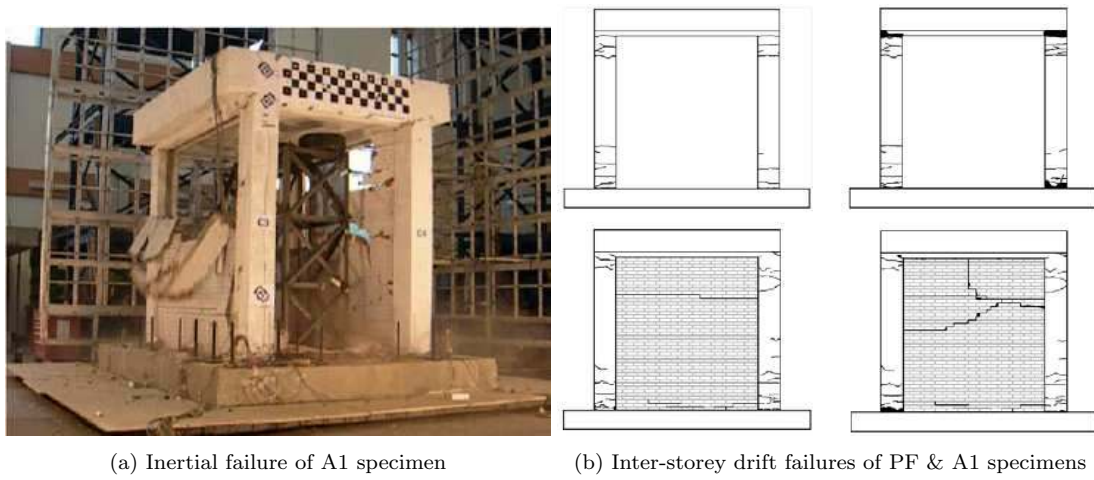 (a) Inertial failure of A1 specimen
(b) Inter-storey drift failures of PF & A1 specimens